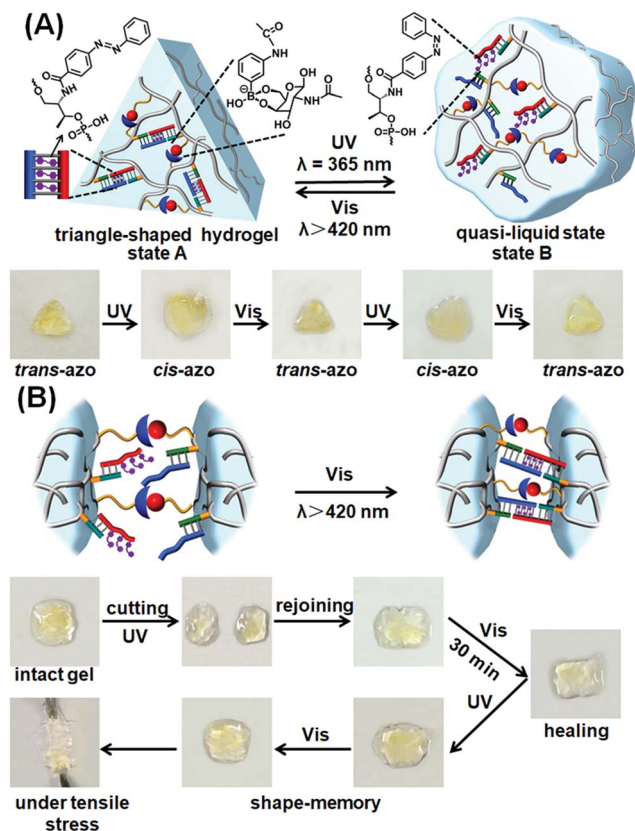 (A)
UV
λ = 365 nm
Vis
λ> 420 nm
triangle-shaped hydrogel
state A
quasi-liquid state
state B
UV
Vis
UV
Vis
trans-azo
cis-azo
trans-azo
cis-azo
trans-azo
(B)
Vis
λ> 420 nm
cutting
UV
rejoining
Vis
30 min
intact gel
healing
UV
Vis
under tensile
stress
shape-memory